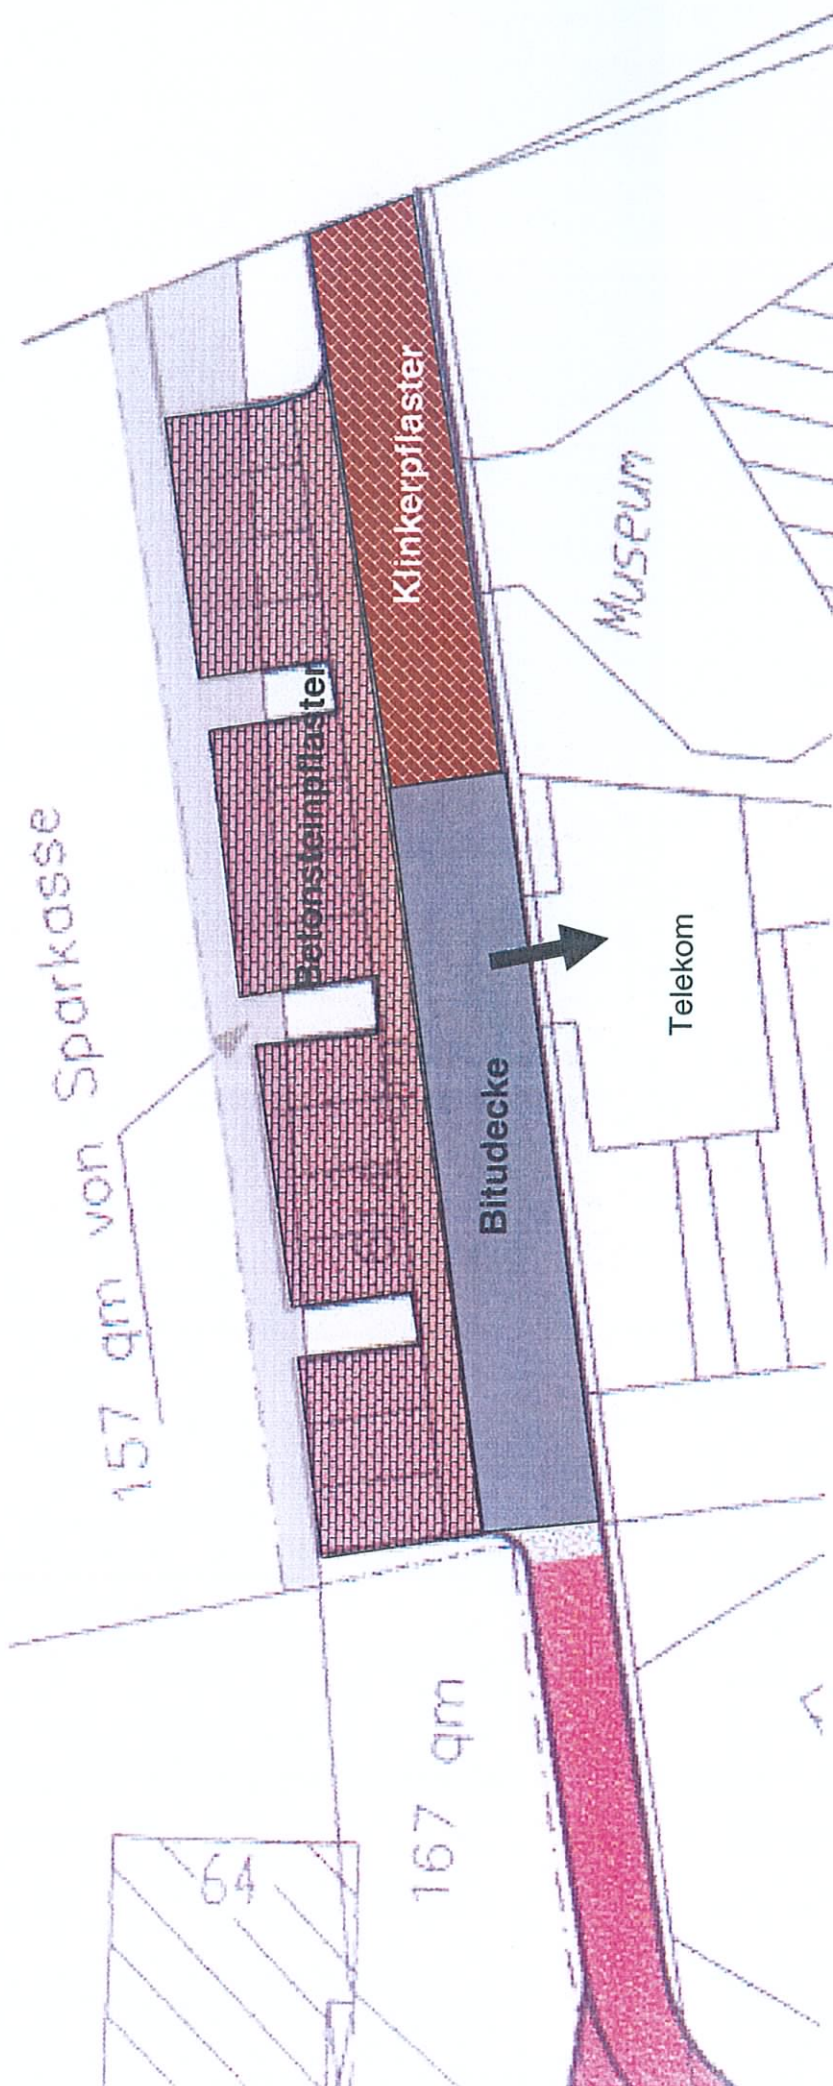 157 qm von Sparkasse
Betonsteinpflaster
Klinkerpflaster
Museum
Bitudecke
Telekom
64
167 qm